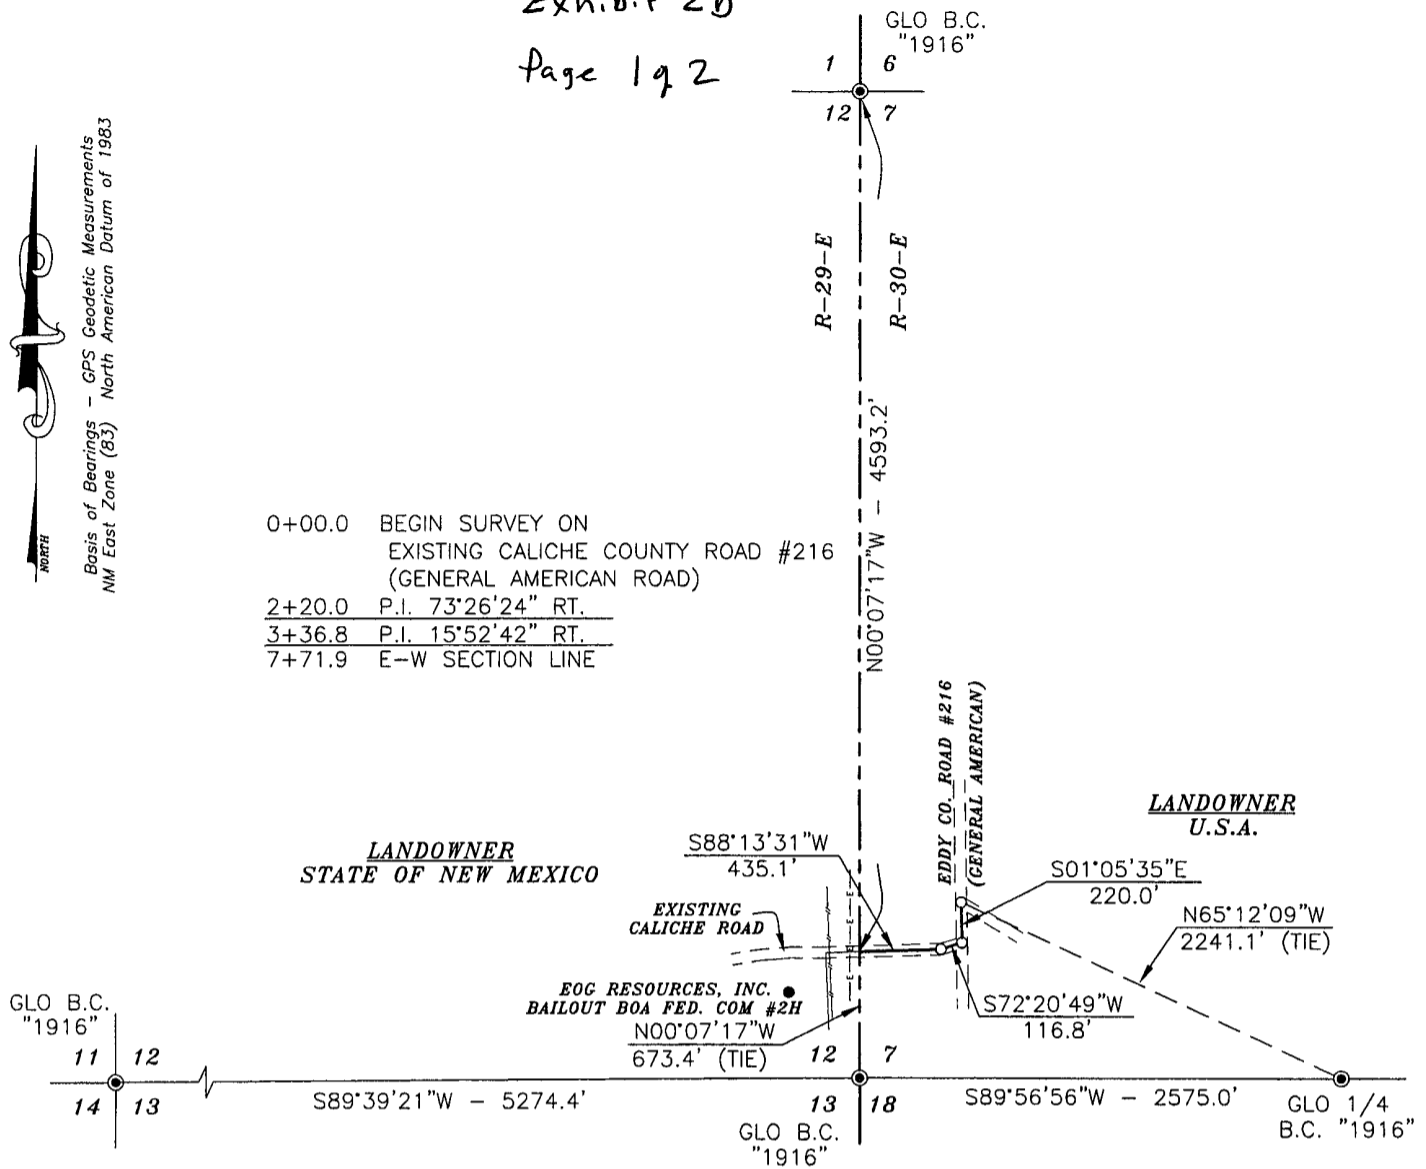 Exhibit 2B
Page 1 of 2
GLO B.C.
"1916"
1 6
12 7
Basis of Bearings – GPS Geodetic Measurements
NM East Zone (83) North American Datum of 1983
NORTH
R-29-E
R-30-E
N00°07'17"W – 4593.2'
0+00.0 BEGIN SURVEY ON
EXISTING CALICHE COUNTY ROAD #216
(GENERAL AMERICAN ROAD)
2+20.0 P.I. 73°26'24" RT.
3+36.8 P.I. 15°52'42" RT.
7+71.9 E-W SECTION LINE
EDDY CO. ROAD #216
(GENERAL AMERICAN)
LANDOWNER
U.S.A.
LANDOWNER
STATE OF NEW MEXICO
S88°13'31"W
435.1'
S01°05'35"E
220.0'
N65°12'09"W
2241.1' (TIE)
EXISTING
CALICHE ROAD
E
E
EOG RESOURCES, INC.
BAILOUT BOA FED. COM #2H
S72°20'49"W
116.8'
N00°07'17"W
673.4' (TIE)
GLO B.C.
"1916"
11 12
14 13
12 7
13 18
S89°39'21"W – 5274.4'
S89°56'56"W – 2575.0'
GLO B.C.
"1916"
GLO 1/4
B.C. "1916"